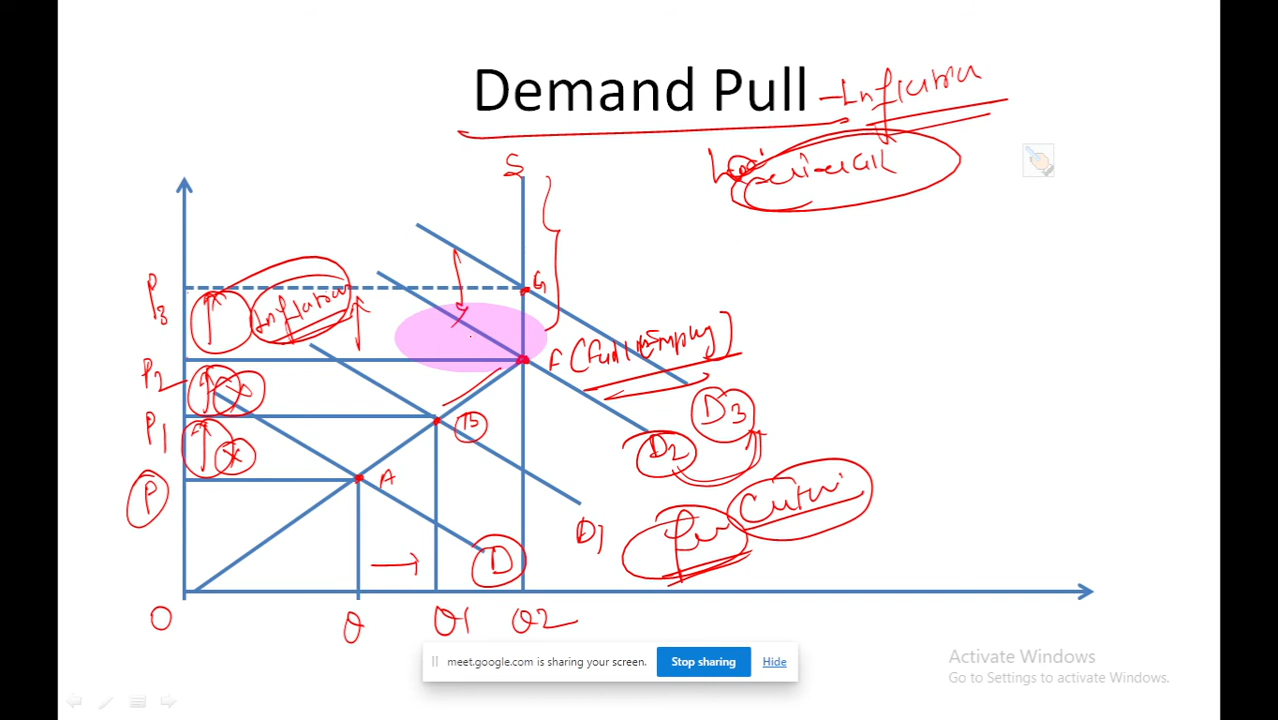 Demand Pull - Inflation
S
P3
Inflation
G
P2
F (Full Employ)
D3
P1
B
D2
P
A
D1
D
O
Q
Q1
Q2
meet.google.com is sharing your screen.
Stop sharing
Hide
Activate Windows
Go to Settings to activate Windows.